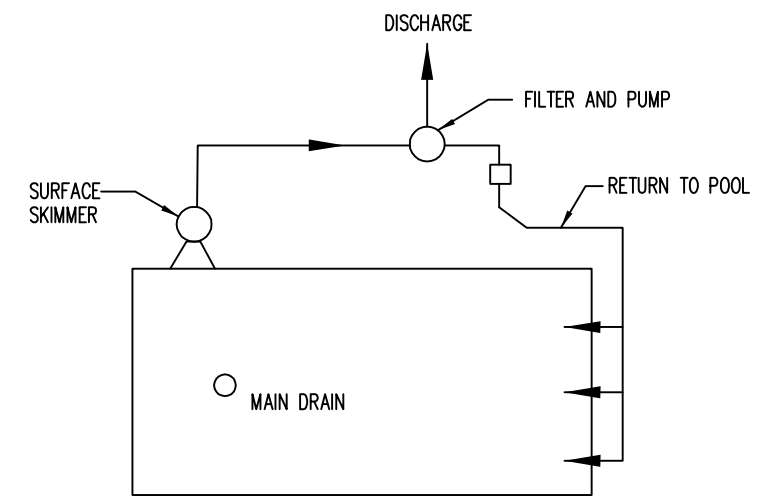 DISCHARGE
FILTER AND PUMP
SURFACE
SKIMMER
RETURN TO POOL
MAIN DRAIN